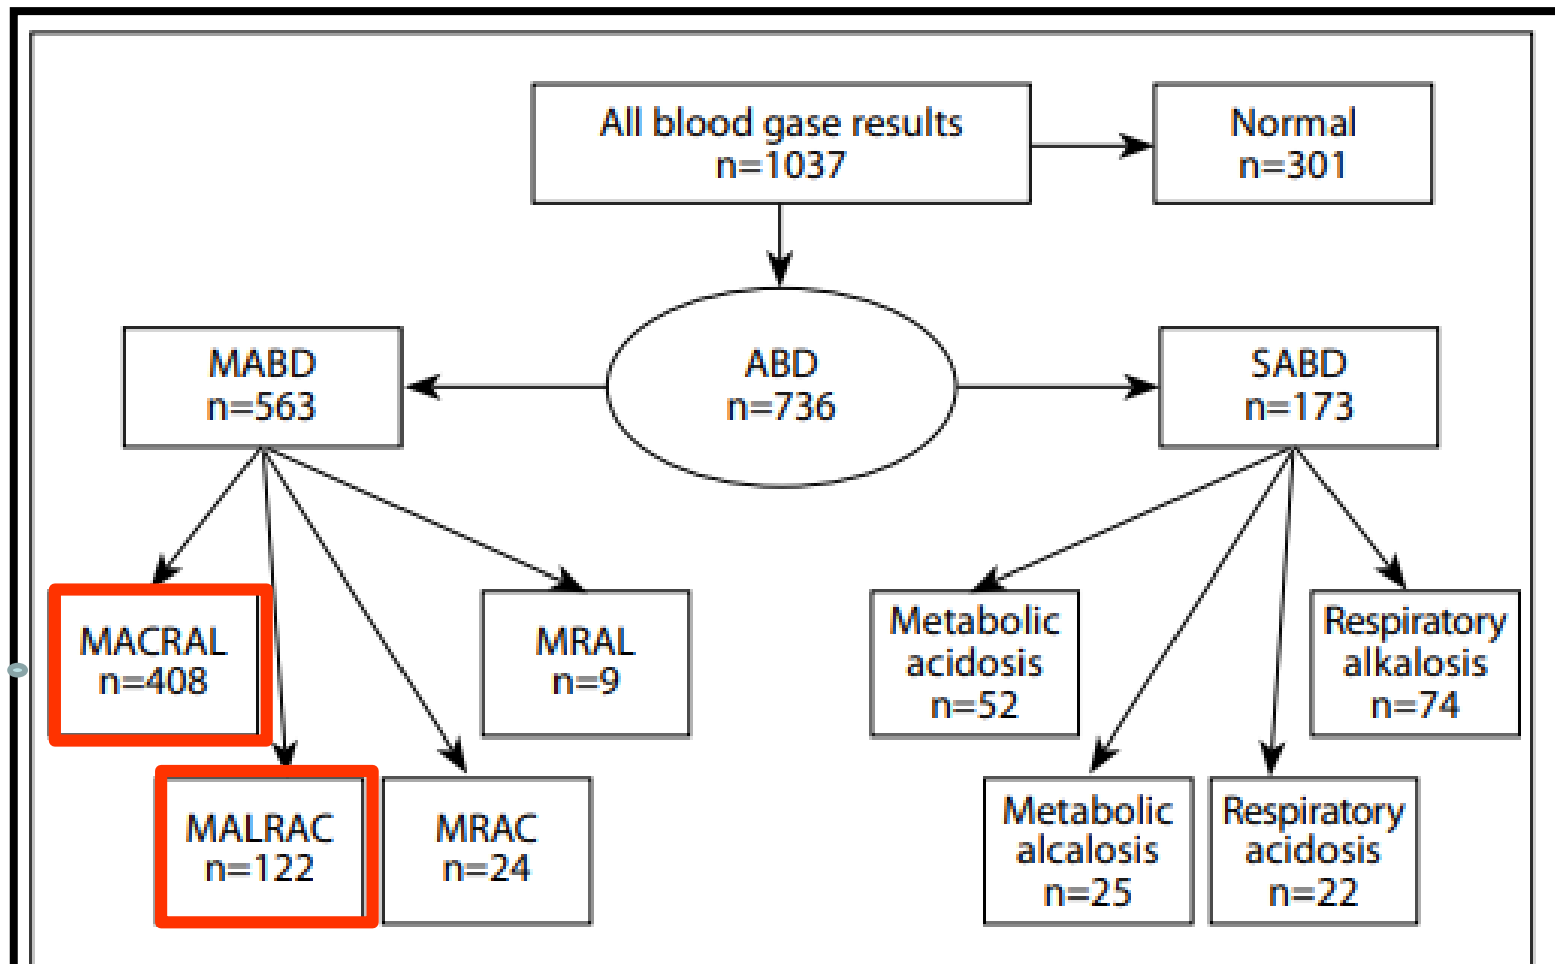 All blood gase results
n=1037
Normal
n=301
MABD
n=563
ABD
n=736
SABD
n=173
MACRAL
n=408
MRAL
n=9
Metabolic
acidosis
n=52
Respiratory
alkalosis
n=74
MALRAC
n=122
MRAC
n=24
Metabolic
alcalosis
n=25
Respiratory
acidosis
n=22